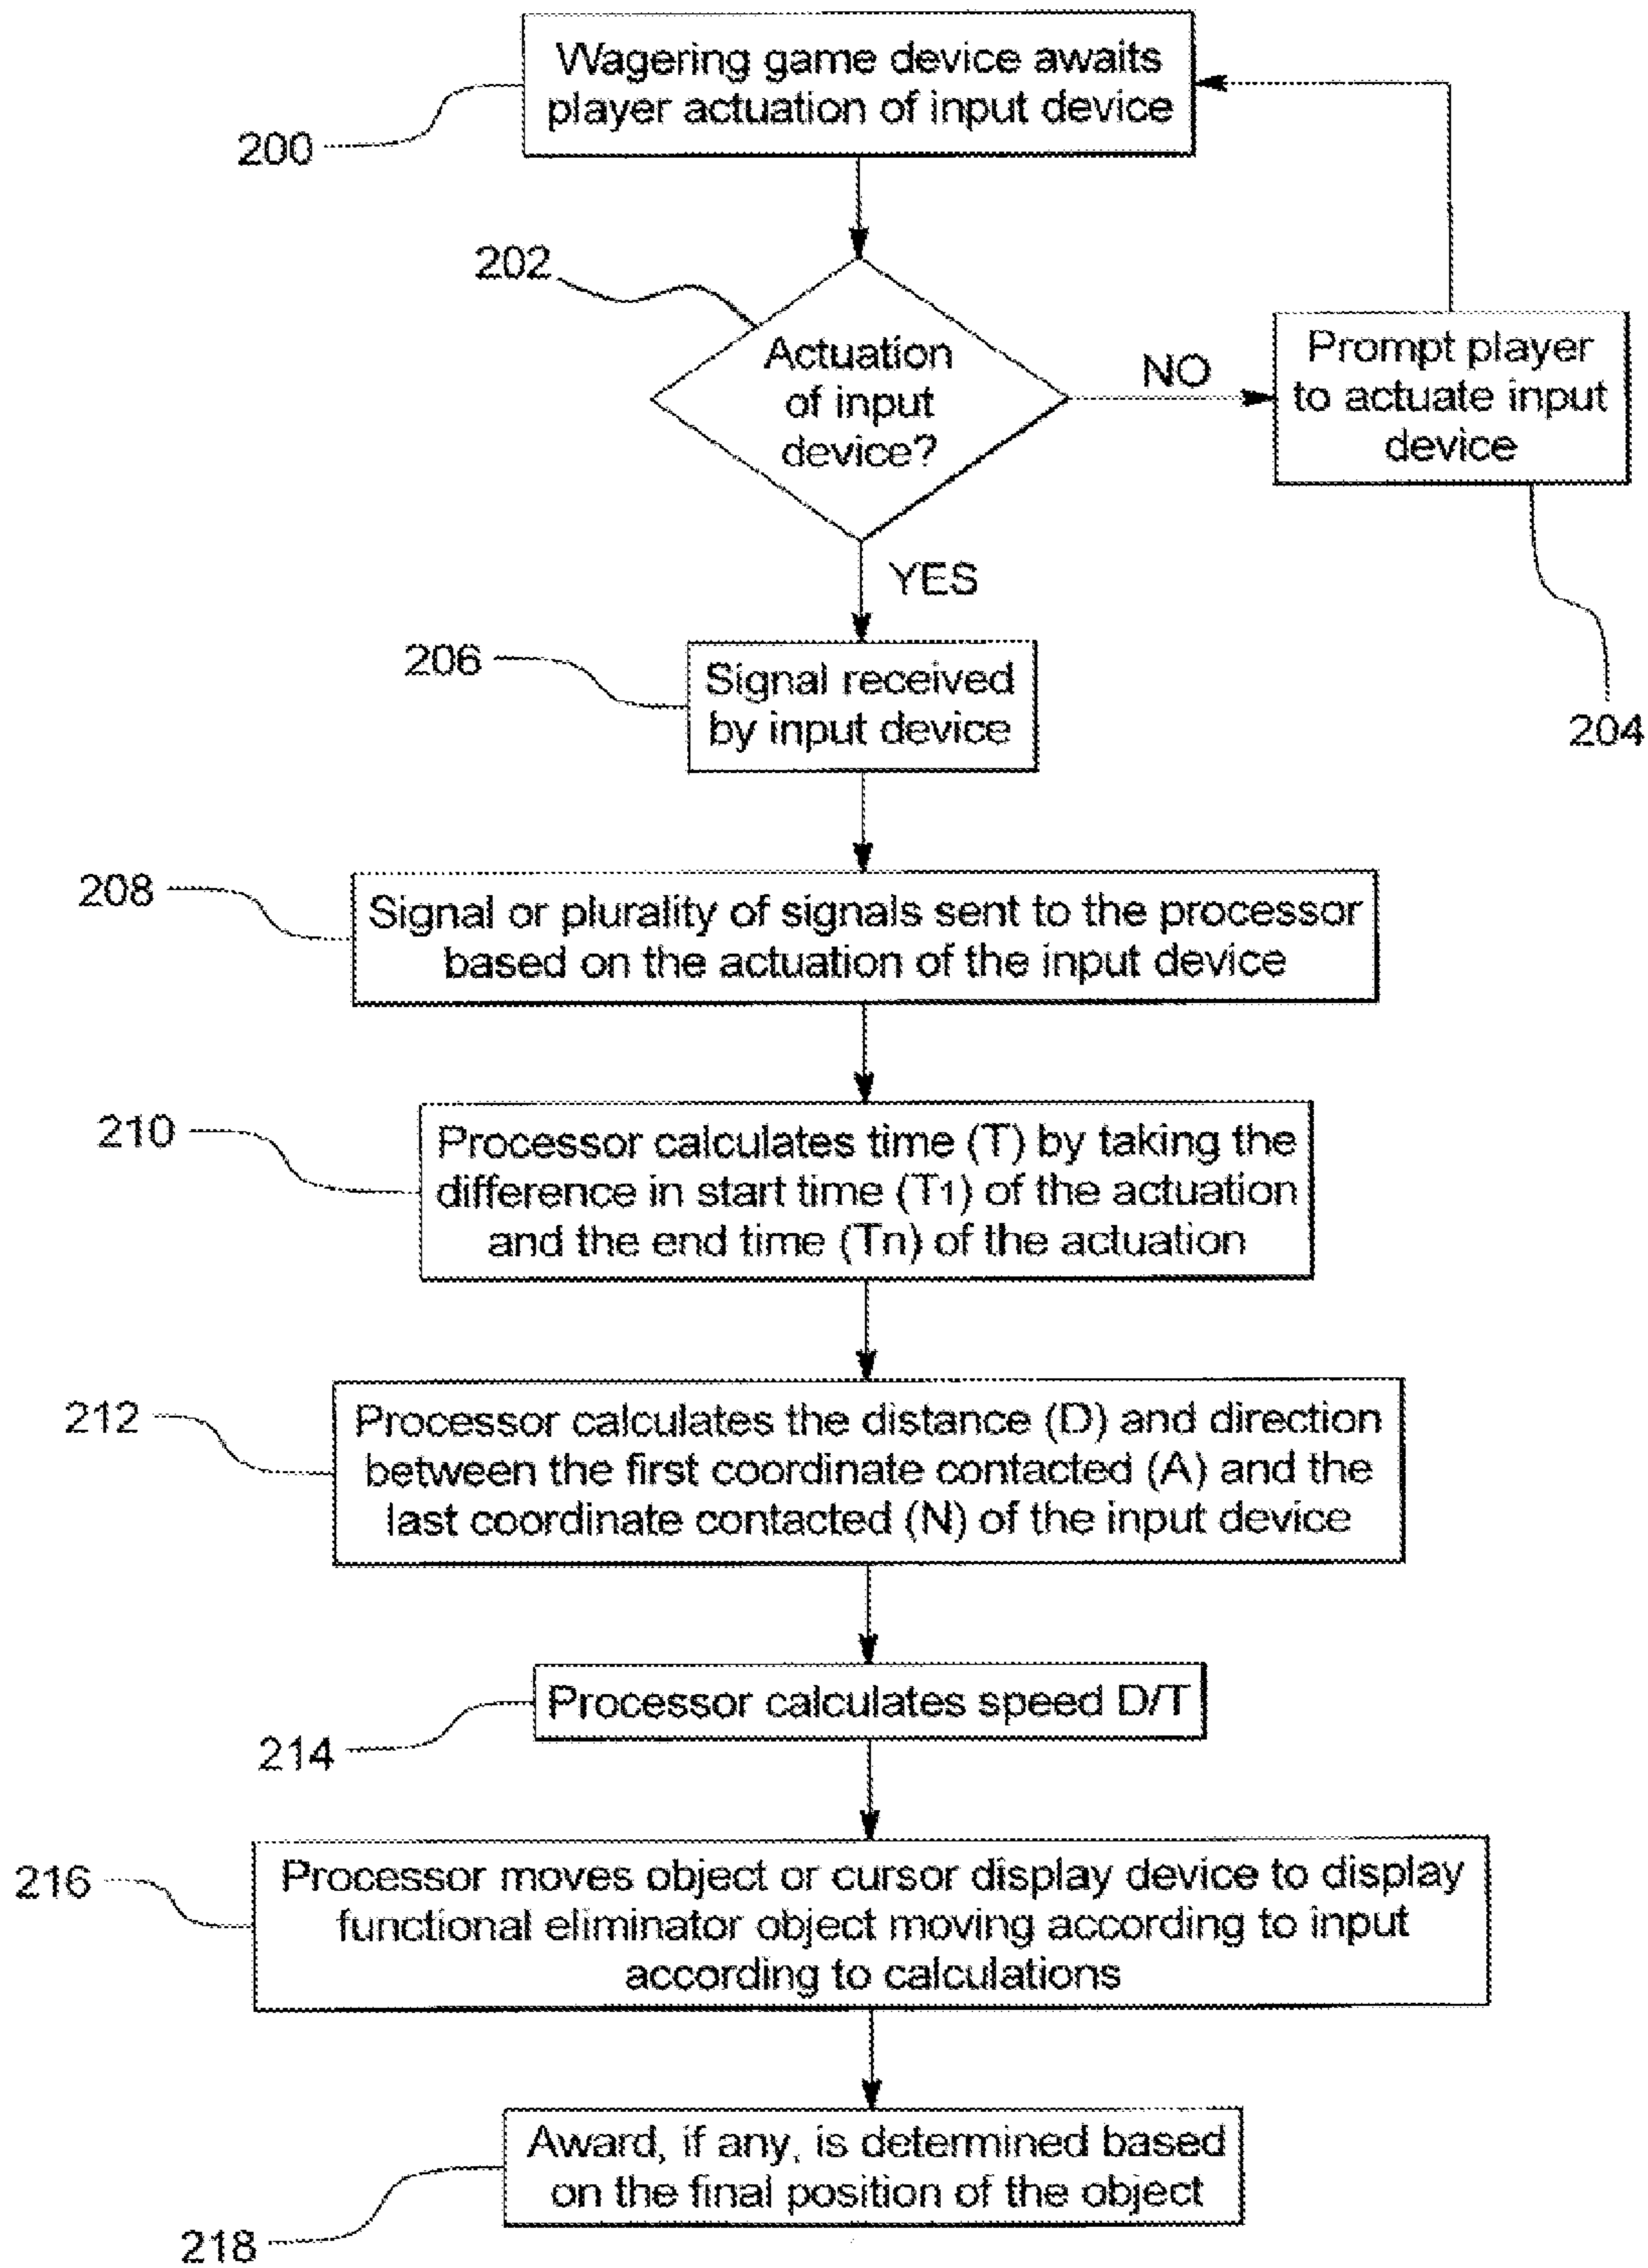 Wagering game device awaits
player actuation of input device
200
202
Actuation
of input
device?
NO
Prompt player
to actuate input
device
204
YES
206
Signal received
by input device
208
Signal or plurality of signals sent to the processor
based on the actuation of the input device
210
Processor calculates time (T) by taking the
difference in start time (T1) of the actuation
and the end time (Tn) of the actuation
212
Processor calculates the distance (D) and direction
between the first coordinate contacted (A) and the
last coordinate contacted (N) of the input device
Processor calculates speed D/T
214
216
Processor moves object or cursor display device to display
functional eliminator object moving according to input
according to calculations
Award, if any, is determined based
on the final position of the object
218